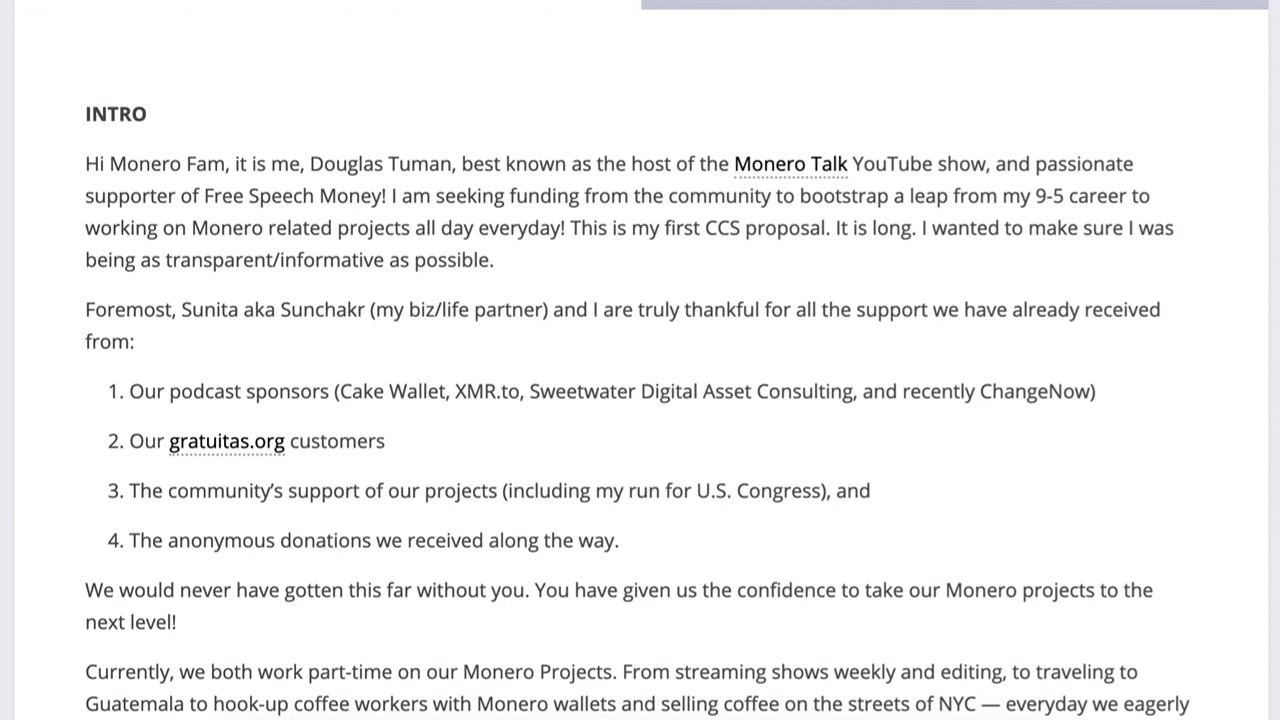 INTRO
Hi Monero Fam, it is me, Douglas Tuman, best known as the host of the Monero Talk YouTube show, and passionate
supporter of Free Speech Money! I am seeking funding from the community to bootstrap a leap from my 9-5 career to
working on Monero related projects all day everyday! This is my first CCS proposal. It is long. I wanted to make sure I was
being as transparent/informative as possible.
Foremost, Sunita aka Sunchakr (my biz/life partner) and I are truly thankful for all the support we have already received
from:
1. Our podcast sponsors (Cake Wallet, XMR.to, Sweetwater Digital Asset Consulting, and recently ChangeNow)
2. Our gratuitas.org customers
3. The community’s support of our projects (including my run for U.S. Congress), and
4. The anonymous donations we received along the way.
We would never have gotten this far without you. You have given us the confidence to take our Monero projects to the
next level!
Currently, we both work part-time on our Monero Projects. From streaming shows weekly and editing, to traveling to
Guatemala to hook-up coffee workers with Monero wallets and selling coffee on the streets of NYC — everyday we eagerly